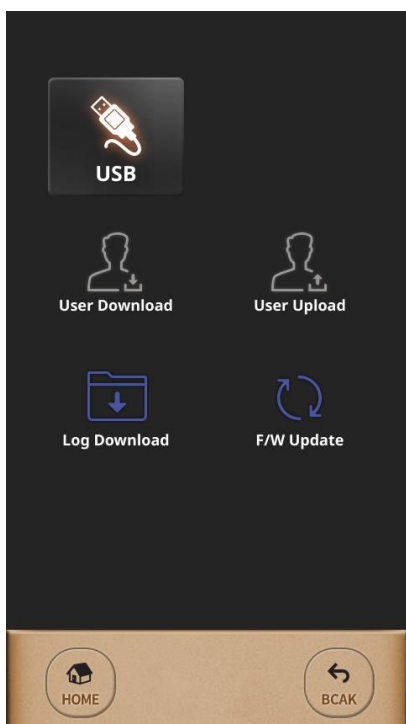 USB
User Download
User Upload
Log Download
F/W Update
HOME
BCAK